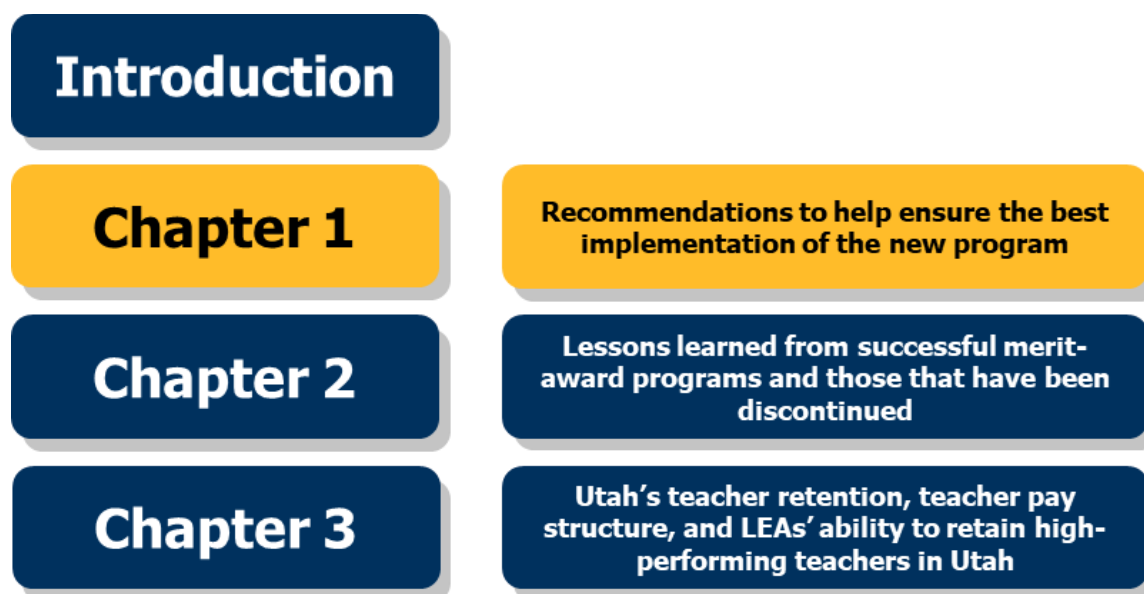 Introduction
Chapter 1
Recommendations to help ensure the best
implementation of the new program
Chapter 2
Lessons learned from successful merit-
award programs and those that have been
discontinued
Chapter 3
Utah’s teacher retention, teacher pay
structure, and LEAs’ ability to retain high-
performing teachers in Utah